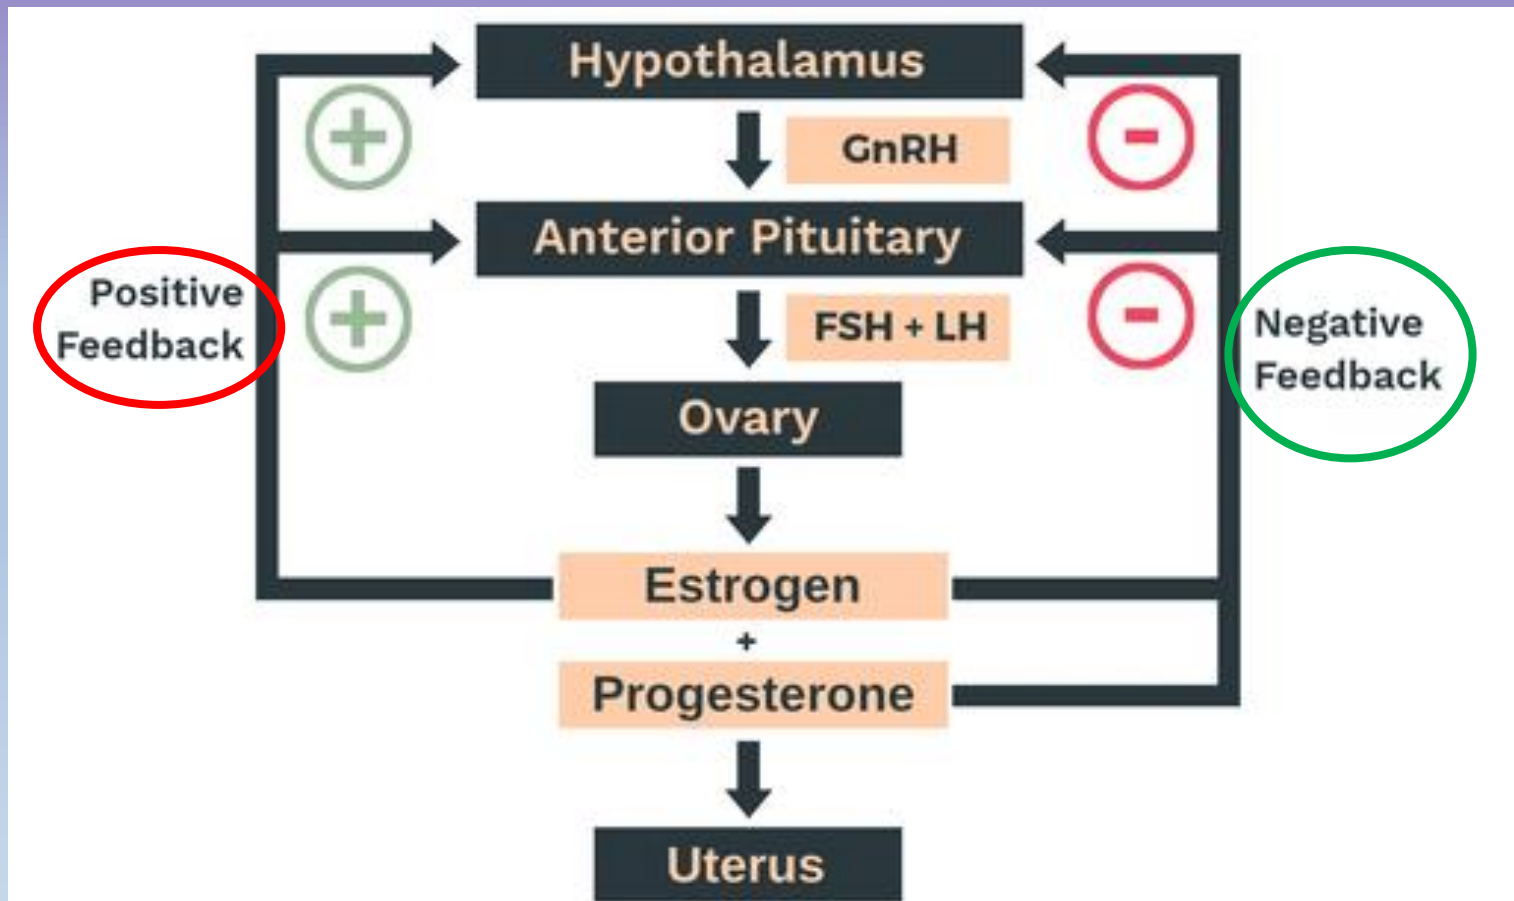 Hypothalamus
+
-
GnRH
Anterior Pituitary
Positive
Feedback
+
-
FSH + LH
Negative
Feedback
Ovary
Estrogen
+
Progesterone
Uterus